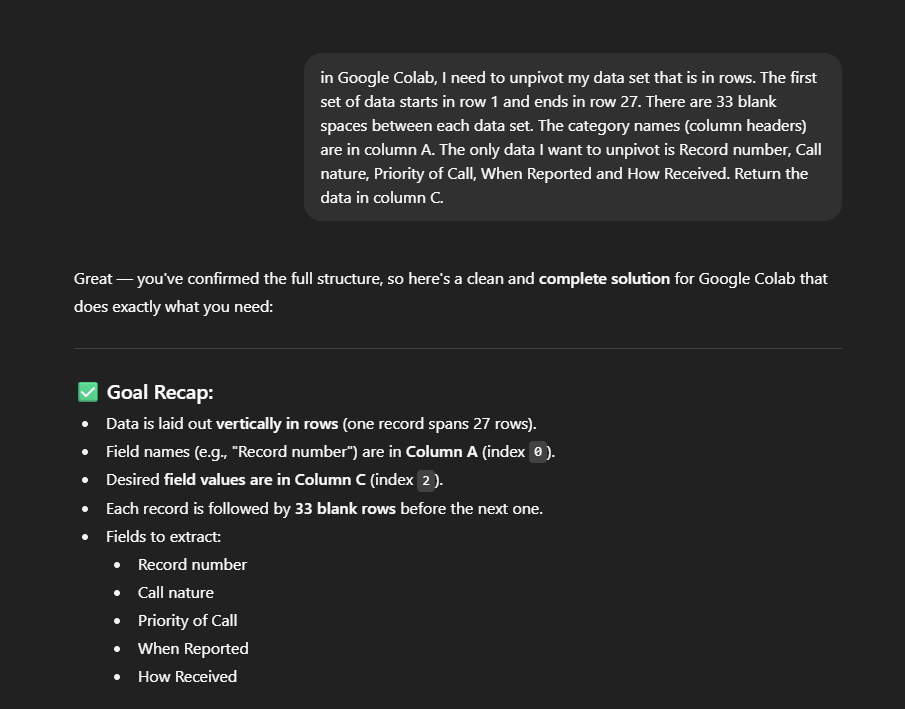 in Google Colab, I need to unpivot my data set that is in rows. The first
set of data starts in row 1 and ends in row 27. There are 33 blank
spaces between each data set. The category names (column headers)
are in column A. The only data I want to unpivot is Record number, Call
nature, Priority of Call, When Reported and How Received. Return the
data in column C.
Great — you've confirmed the full structure, so here's a clean and complete solution for Google Colab that
does exactly what you need:
✅ Goal Recap:
• Data is laid out vertically in rows (one record spans 27 rows).
• Field names (e.g., "Record number") are in Column A (index 0).
• Desired field values are in Column C (index 2).
• Each record is followed by 33 blank rows before the next one.
• Fields to extract:
• Record number
• Call nature
• Priority of Call
• When Reported
• How Received